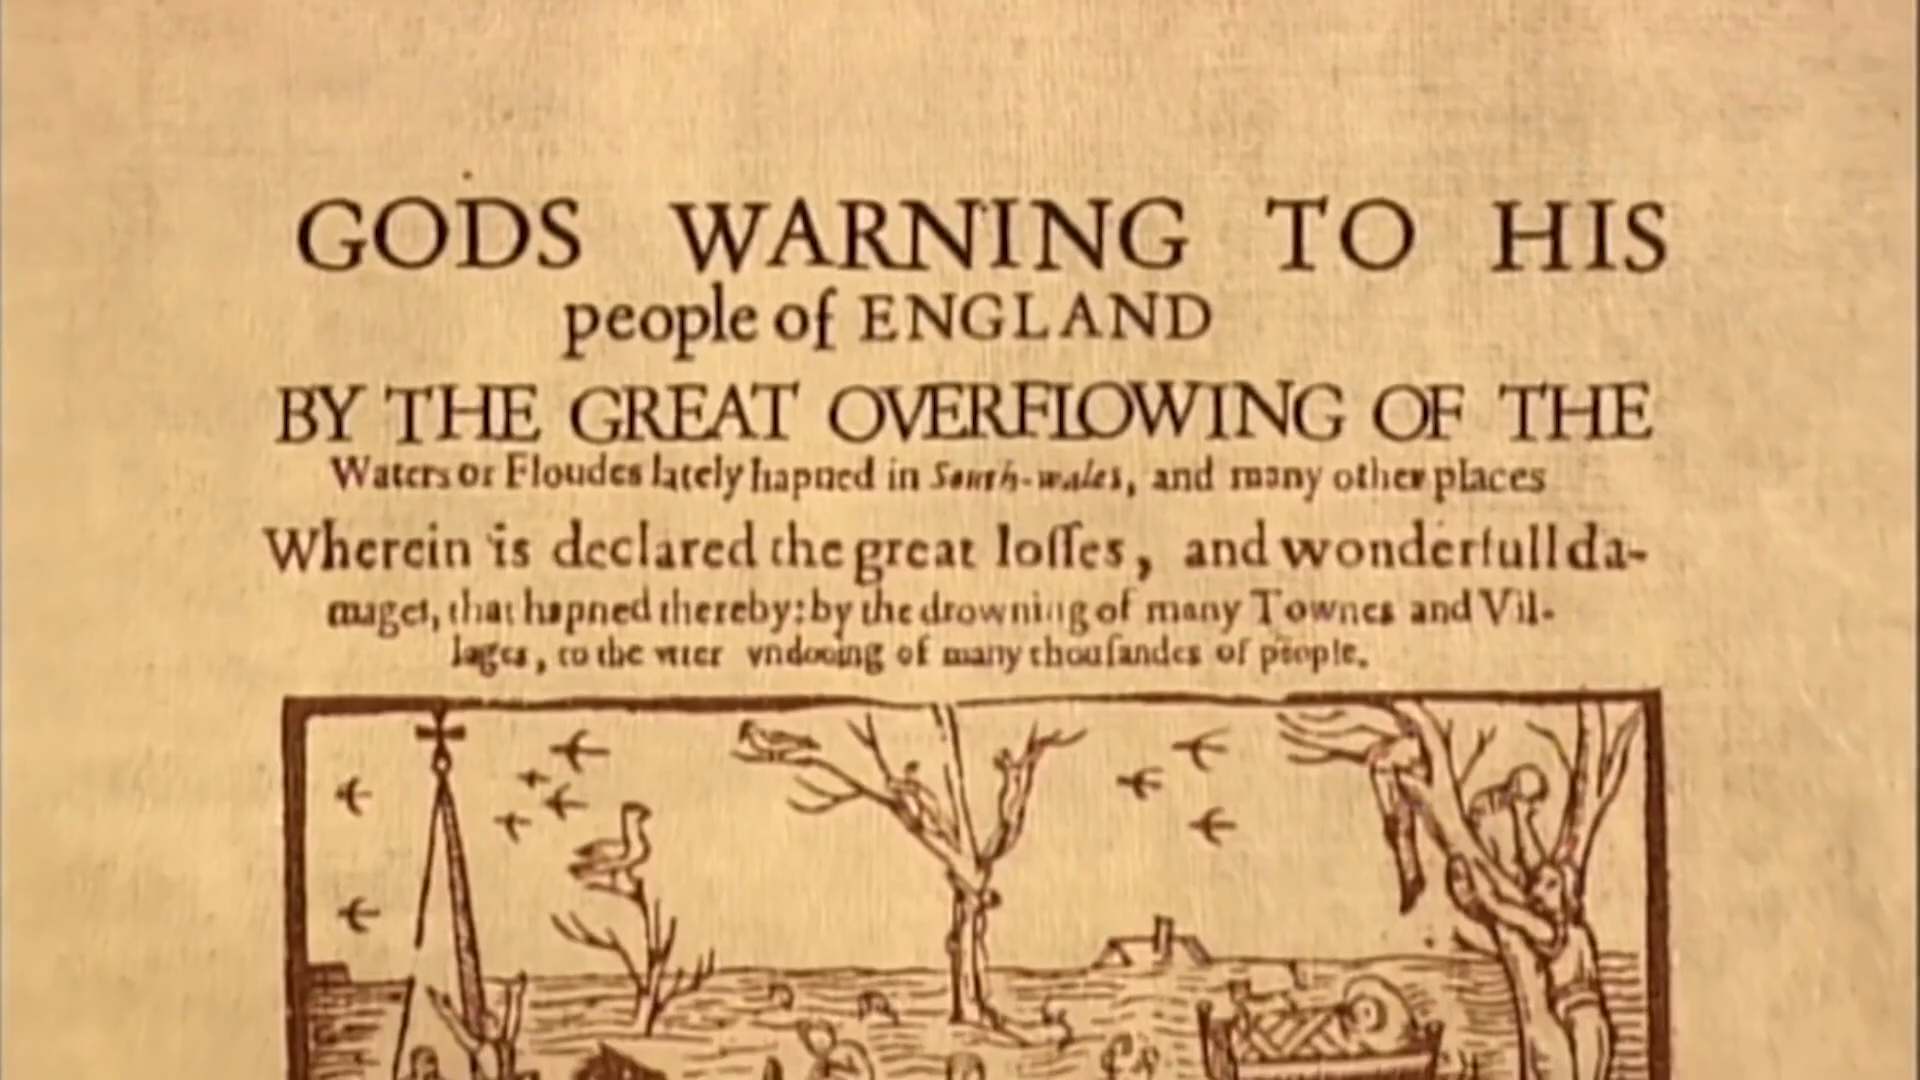 GODS WARNING TO HIS
people of ENGLAND
BY THE GREAT OVERFLOWING OF THE
Waters or Floudes lately hapned in South-wales, and many other places
Wherein is declared the great loſſes, and wonderfull da-
mages, that hapned thereby: by the drowning of many Townes and Vil-
lages, to the vtter vndooing of many thouſandes of people.